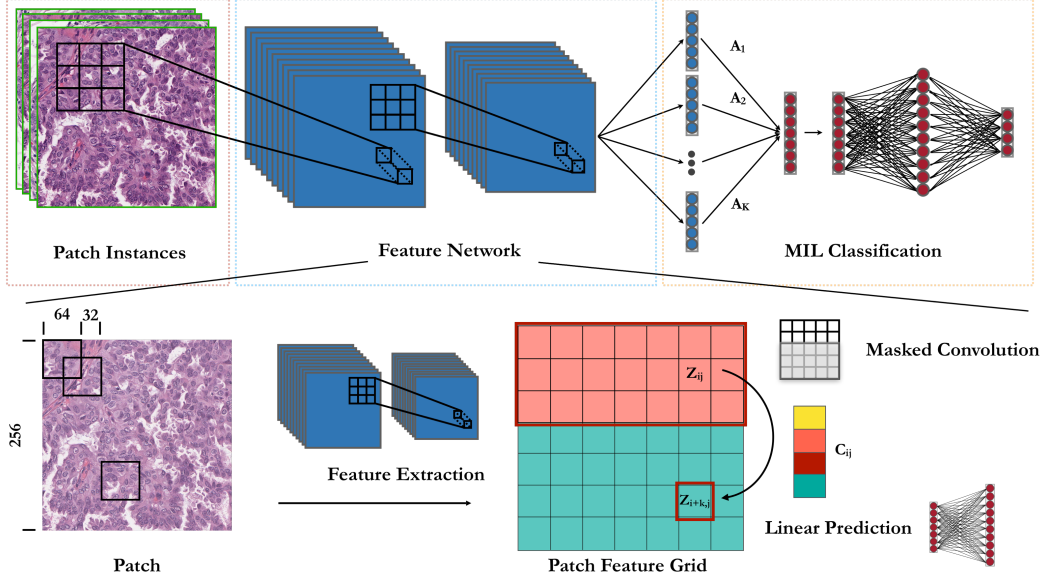 A1
A2
AK
Patch Instances
Feature Network
MIL Classification
64 32
256
Zij
Masked Convolution
Cij
Feature Extraction
Zi+k,j
Linear Prediction
Patch
Patch Feature Grid